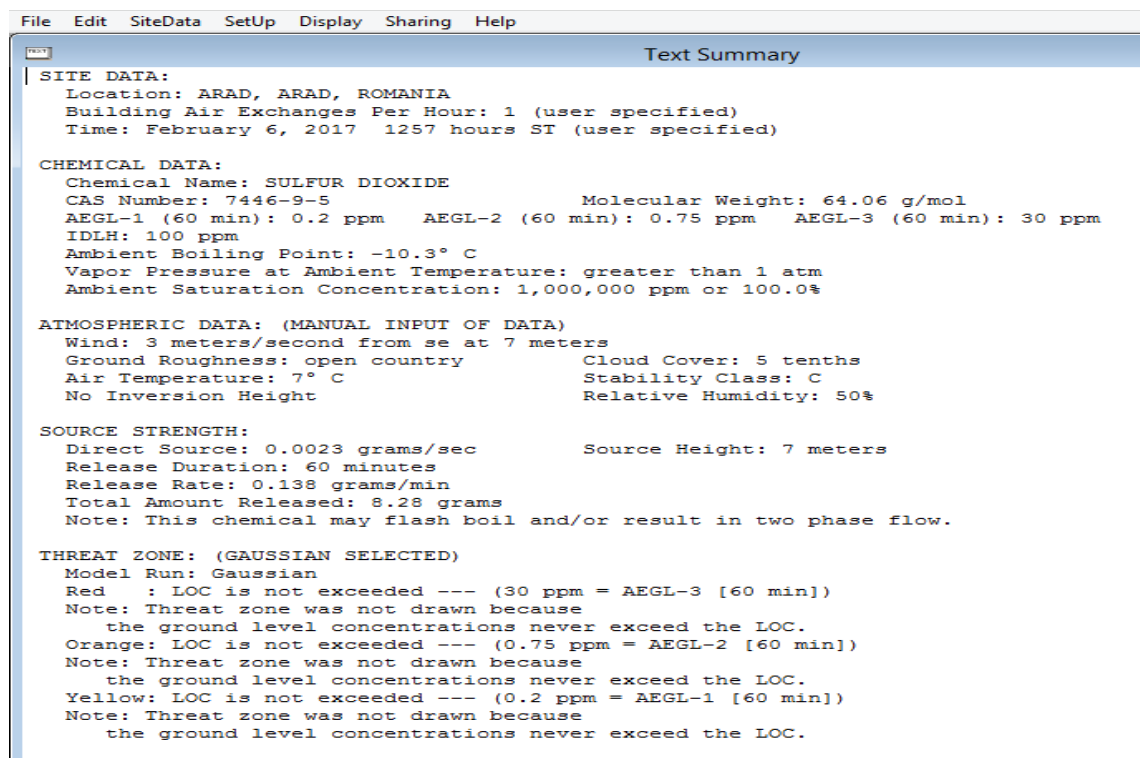 File Edit SiteData SetUp Display Sharing Help
TEXT
Text Summary
SITE DATA:
Location: ARAD, ARAD, ROMANIA
Building Air Exchanges Per Hour: 1 (user specified)
Time: February 6, 2017 1257 hours ST (user specified)
CHEMICAL DATA:
Chemical Name: SULFUR DIOXIDE
CAS Number: 7446-9-5 Molecular Weight: 64.06 g/mol
AEGL-1 (60 min): 0.2 ppm AEGL-2 (60 min): 0.75 ppm AEGL-3 (60 min): 30 ppm
IDLH: 100 ppm
Ambient Boiling Point: -10.3° C
Vapor Pressure at Ambient Temperature: greater than 1 atm
Ambient Saturation Concentration: 1,000,000 ppm or 100.0%
ATMOSPHERIC DATA: (MANUAL INPUT OF DATA)
Wind: 3 meters/second from se at 7 meters
Ground Roughness: open country Cloud Cover: 5 tenths
Air Temperature: 7° C Stability Class: C
No Inversion Height Relative Humidity: 50%
SOURCE STRENGTH:
Direct Source: 0.0023 grams/sec Source Height: 7 meters
Release Duration: 60 minutes
Release Rate: 0.138 grams/min
Total Amount Released: 8.28 grams
Note: This chemical may flash boil and/or result in two phase flow.
THREAT ZONE: (GAUSSIAN SELECTED)
Model Run: Gaussian
Red : LOC is not exceeded --- (30 ppm = AEGL-3 [60 min])
Note: Threat zone was not drawn because
the ground level concentrations never exceed the LOC.
Orange: LOC is not exceeded --- (0.75 ppm = AEGL-2 [60 min])
Note: Threat zone was not drawn because
the ground level concentrations never exceed the LOC.
Yellow: LOC is not exceeded --- (0.2 ppm = AEGL-1 [60 min])
Note: Threat zone was not drawn because
the ground level concentrations never exceed the LOC.